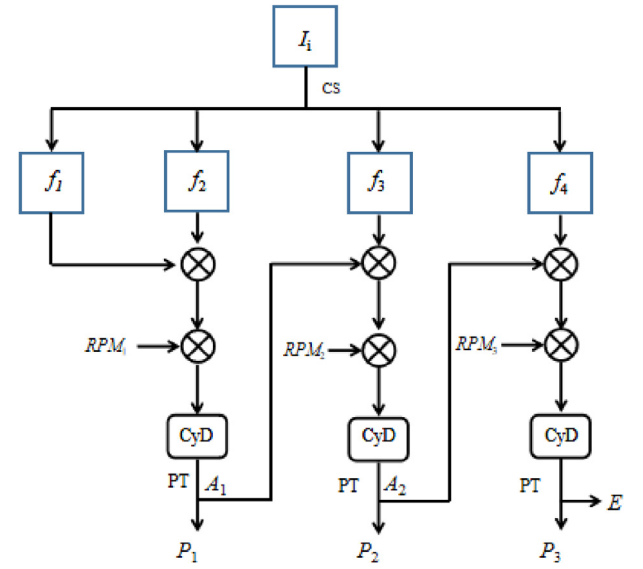 Ii
CS
f1 f2 f3 f4
RPM1 RPM2 RPM3
CyD CyD CyD
PT A1 PT A2 PT
E
P1 P2 P3